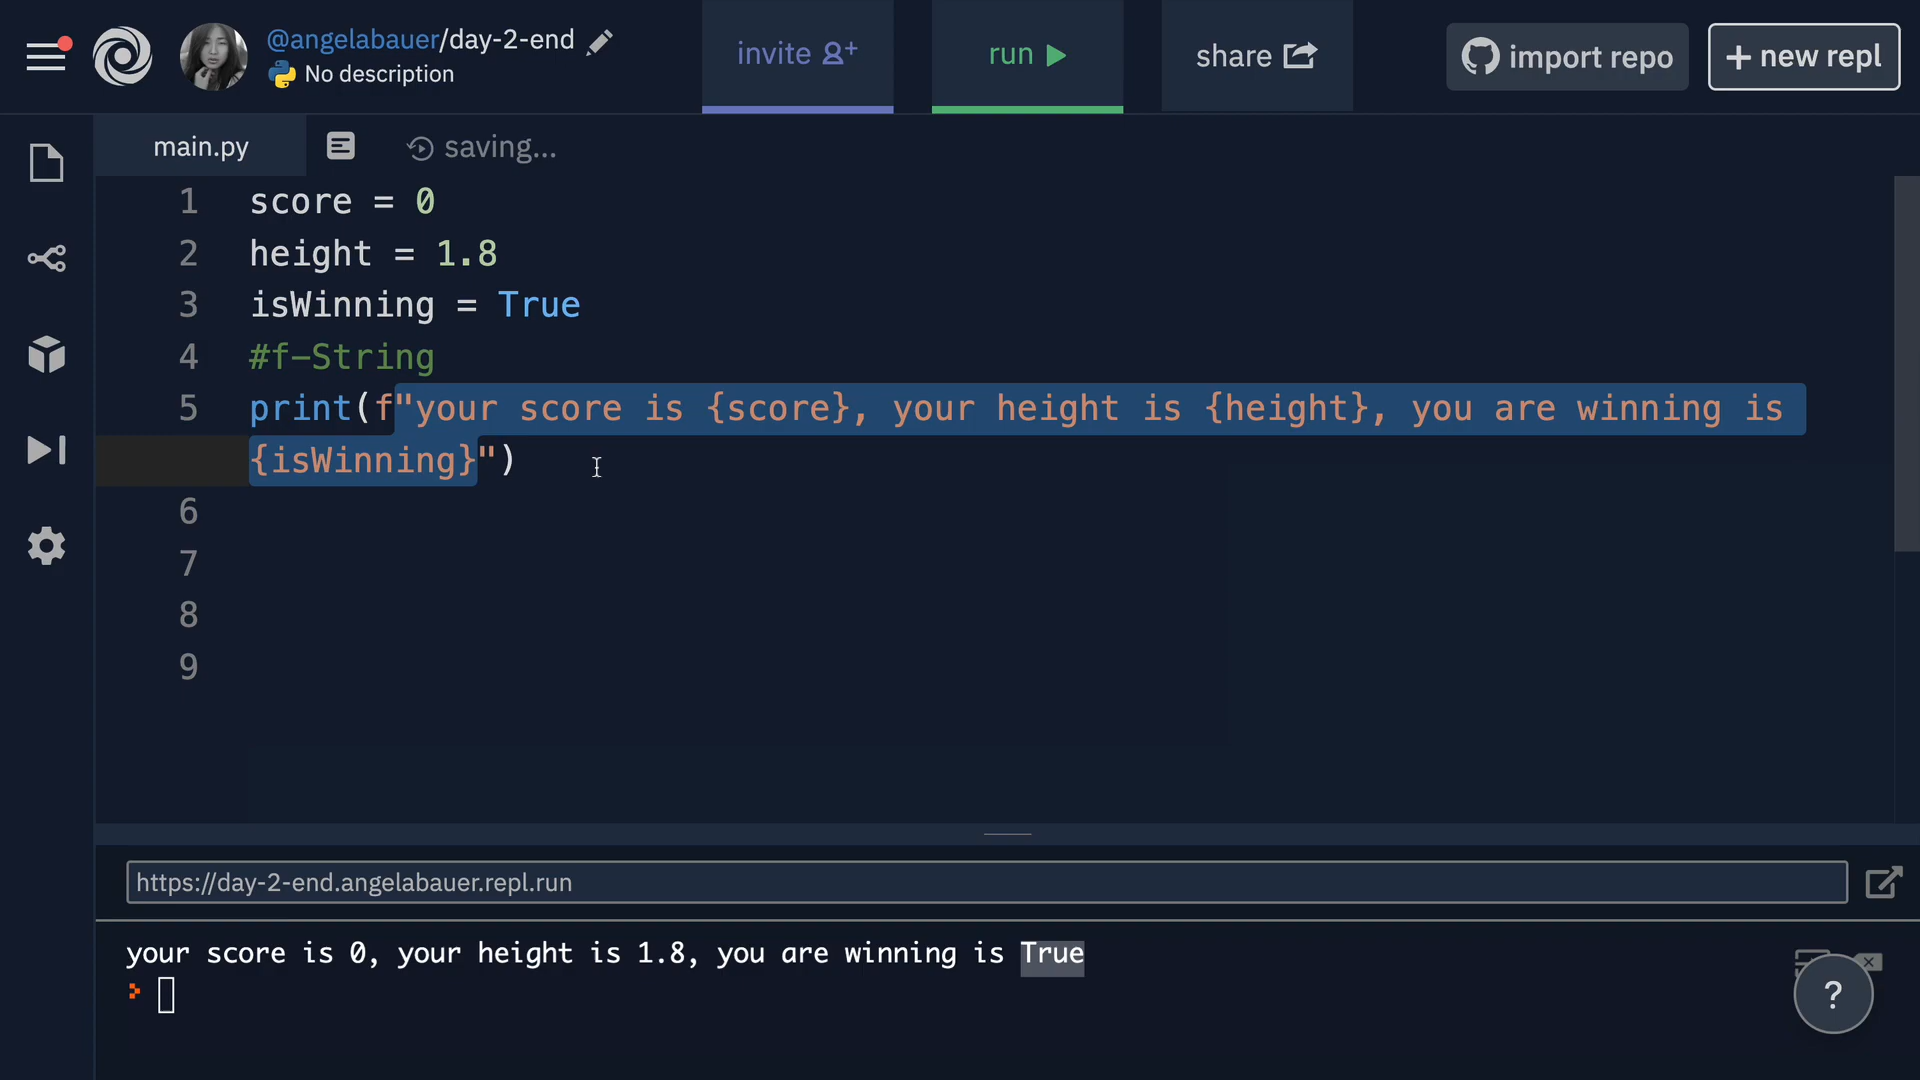 @angelabauer/day-2-end
No description
invite
run
share
import repo
+ new repl
main.py
saving...
1 score = 0
2 height = 1.8
3 isWinning = True
4 #f-String
5 print(f"your score is {score}, your height is {height}, you are winning is
{isWinning}")
6
7
8
9
https://day-2-end.angelabauer.repl.run
your score is 0, your height is 1.8, you are winning is True
?